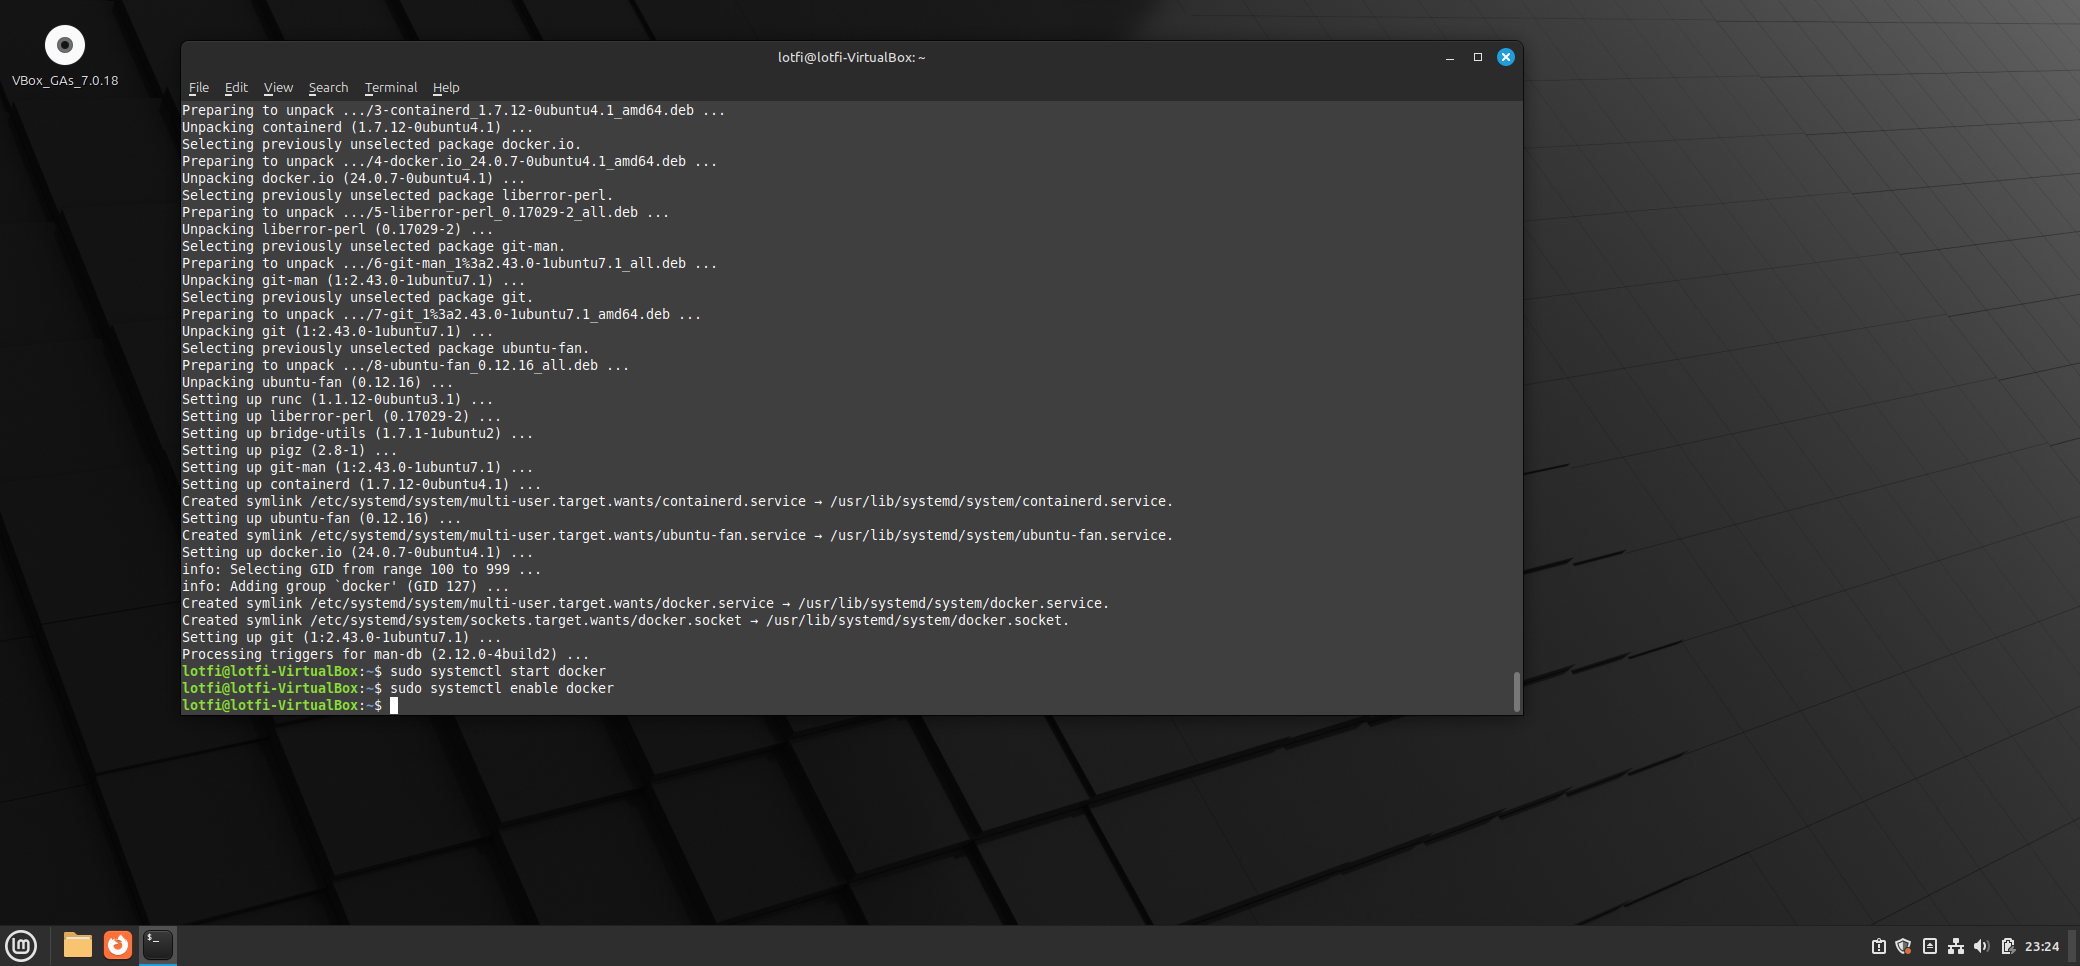 VBox_GAs_7.0.18
lotfi@lotfi-VirtualBox: ~
File Edit View Search Terminal Help
Preparing to unpack .../3-containerd_1.7.12-0ubuntu4.1_amd64.deb ...
Unpacking containerd (1.7.12-0ubuntu4.1) ...
Selecting previously unselected package docker.io.
Preparing to unpack .../4-docker.io_24.0.7-0ubuntu4.1_amd64.deb ...
Unpacking docker.io (24.0.7-0ubuntu4.1) ...
Selecting previously unselected package liberror-perl.
Preparing to unpack .../5-liberror-perl_0.17029-2_all.deb ...
Unpacking liberror-perl (0.17029-2) ...
Selecting previously unselected package git-man.
Preparing to unpack .../6-git-man_1%3a2.43.0-1ubuntu7.1_all.deb ...
Unpacking git-man (1:2.43.0-1ubuntu7.1) ...
Selecting previously unselected package git.
Preparing to unpack .../7-git_1%3a2.43.0-1ubuntu7.1_amd64.deb ...
Unpacking git (1:2.43.0-1ubuntu7.1) ...
Selecting previously unselected package ubuntu-fan.
Preparing to unpack .../8-ubuntu-fan_0.12.16_all.deb ...
Unpacking ubuntu-fan (0.12.16) ...
Setting up runc (1.1.12-0ubuntu3.1) ...
Setting up liberror-perl (0.17029-2) ...
Setting up bridge-utils (1.7.1-1ubuntu2) ...
Setting up pigz (2.8-1) ...
Setting up git-man (1:2.43.0-1ubuntu7.1) ...
Setting up containerd (1.7.12-0ubuntu4.1) ...
Created symlink /etc/systemd/system/multi-user.target.wants/containerd.service → /usr/lib/systemd/system/containerd.service.
Setting up ubuntu-fan (0.12.16) ...
Created symlink /etc/systemd/system/multi-user.target.wants/ubuntu-fan.service → /usr/lib/systemd/system/ubuntu-fan.service.
Setting up docker.io (24.0.7-0ubuntu4.1) ...
info: Selecting GID from range 100 to 999 ...
info: Adding group `docker' (GID 127) ...
Created symlink /etc/systemd/system/multi-user.target.wants/docker.service → /usr/lib/systemd/system/docker.service.
Created symlink /etc/systemd/system/sockets.target.wants/docker.socket → /usr/lib/systemd/system/docker.socket.
Setting up git (1:2.43.0-1ubuntu7.1) ...
Processing triggers for man-db (2.12.0-4build2) ...
lotfi@lotfi-VirtualBox:~$ sudo systemctl start docker
lotfi@lotfi-VirtualBox:~$ sudo systemctl enable docker
lotfi@lotfi-VirtualBox:~$
$_
23:24